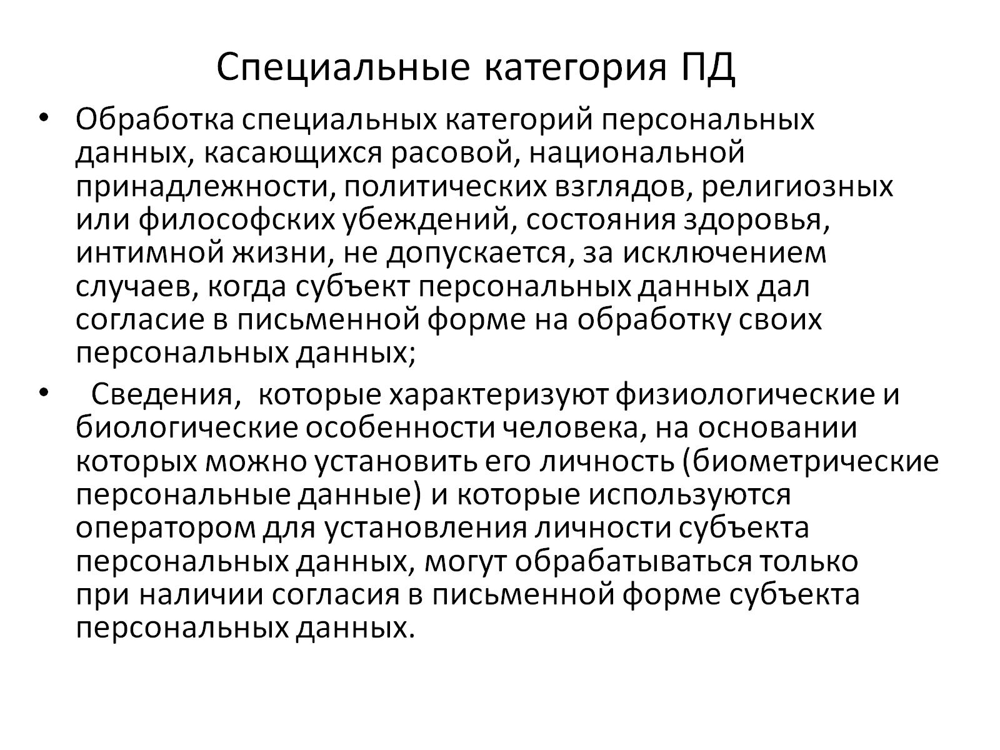 Специальные категория ПД
• Обработка специальных категорий персональных
данных, касающихся расовой, национальной
принадлежности, политических взглядов, религиозных
или философских убеждений, состояния здоровья,
интимной жизни, не допускается, за исключением
случаев, когда субъект персональных данных дал
согласие в письменной форме на обработку своих
персональных данных;
• Сведения, которые характеризуют физиологические и
биологические особенности человека, на основании
которых можно установить его личность (биометрические
персональные данные) и которые используются
оператором для установления личности субъекта
персональных данных, могут обрабатываться только
при наличии согласия в письменной форме субъекта
персональных данных.